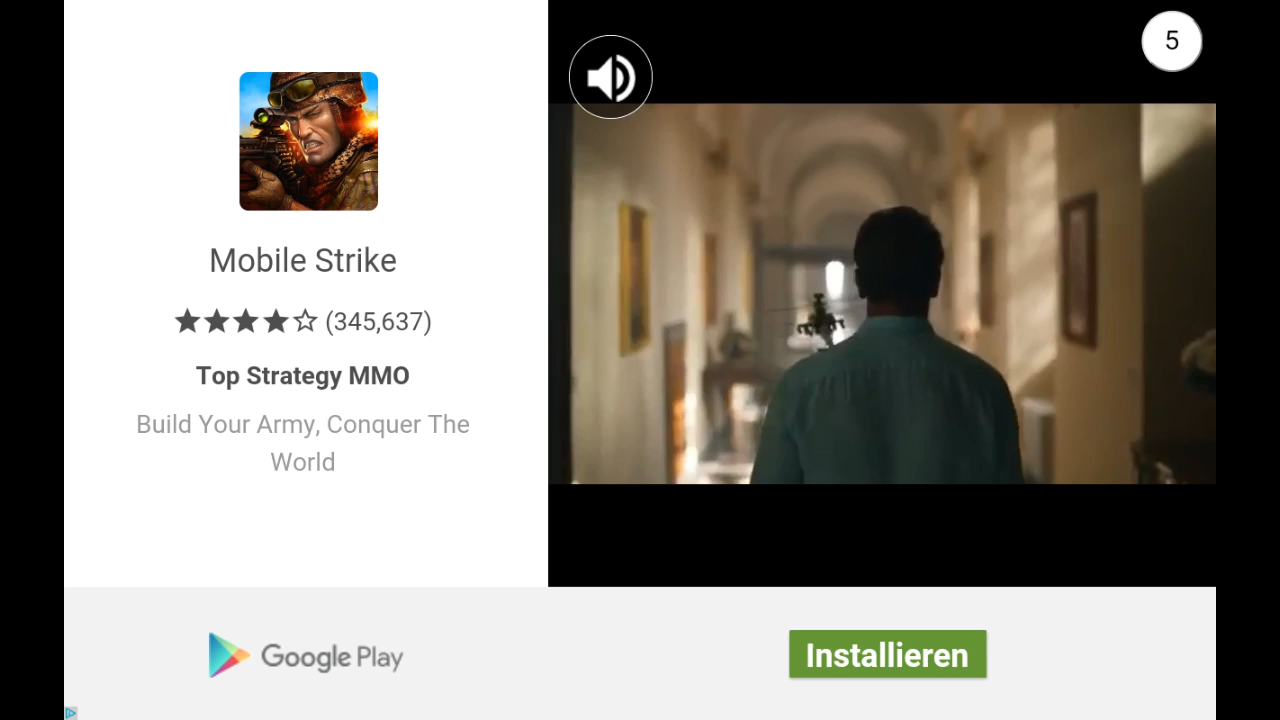 5
Mobile Strike
★★★★☆ (345,637)
Top Strategy MMO
Build Your Army, Conquer The
World
Google Play
Installieren